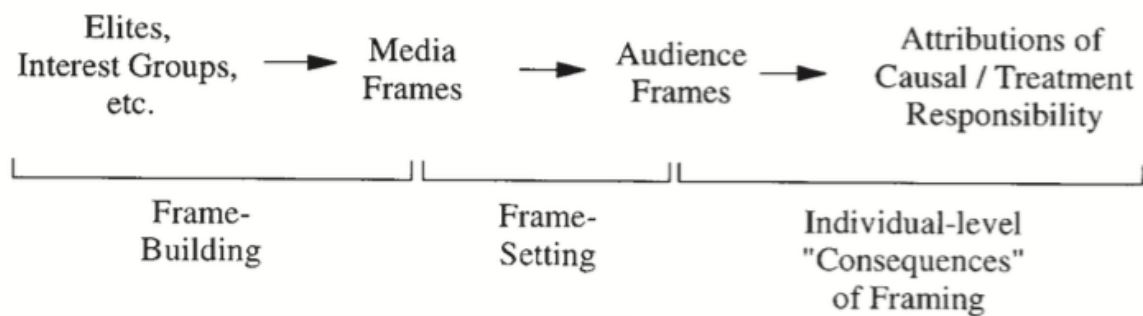 Elites,
Interest Groups,
etc.
Media
Frames
Audience
Frames
Attributions of
Causal / Treatment
Responsibility
Frame-
Building
Frame-
Setting
Individual-level
"Consequences"
of Framing